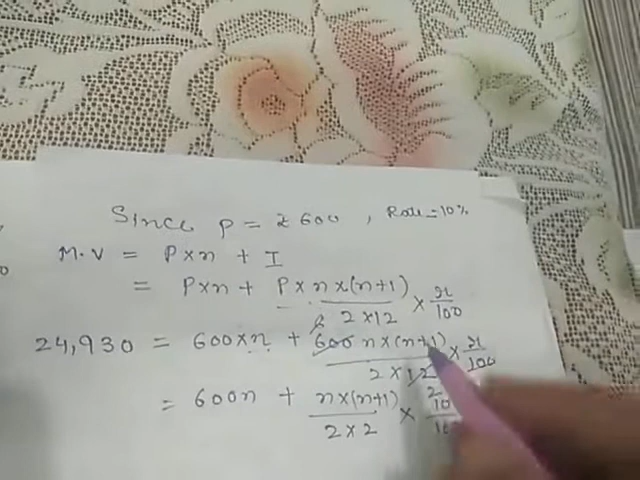 Since P = ₹ 600 , Rate = 10%
M.V = P×n + I
= P×n + P × n×(n+1) / 2×12 × r/100
24,930 = 600×n + 600 n×(n+1) / 2×12 × r/100
= 600n + n×(n+1) / 2×2 × 10